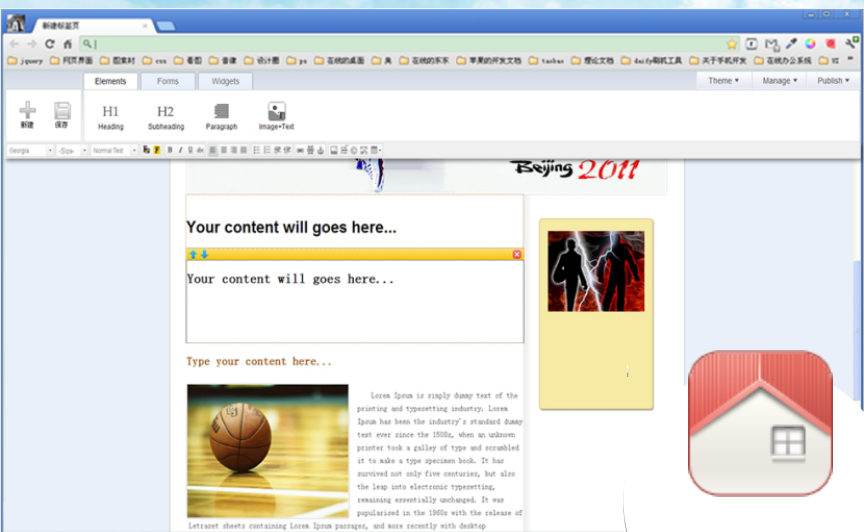 新建标签页
jquery 网页界面 图素材 css 看图 音律 设计图 ps 在线的桌面 美 在线的东东 苹果的开发文档 taobao 理论文档 daify刷机工具 关于手机开发 在线办公系统
Elements Forms Widgets Theme Manage Publish
新建 保存 H1 Heading H2 Subheading Paragraph Image+Text
Georgia -Size- Normal Text
Beijing 2011
Your content will goes here...
Your content will goes here...
Type your content here...
Lorem Ipsum is simply dummy text of the
printing and typesetting industry. Lorem
Ipsum has been the industry's standard dummy
text ever since the 1500s, when an unknown
printer took a galley of type and scrambled
it to make a type specimen book. It has
survived not only five centuries, but also
the leap into electronic typesetting,
remaining essentially unchanged. It was
popularised in the 1960s with the release of
Letraset sheets containing Lorem Ipsum passages, and more recently with desktop